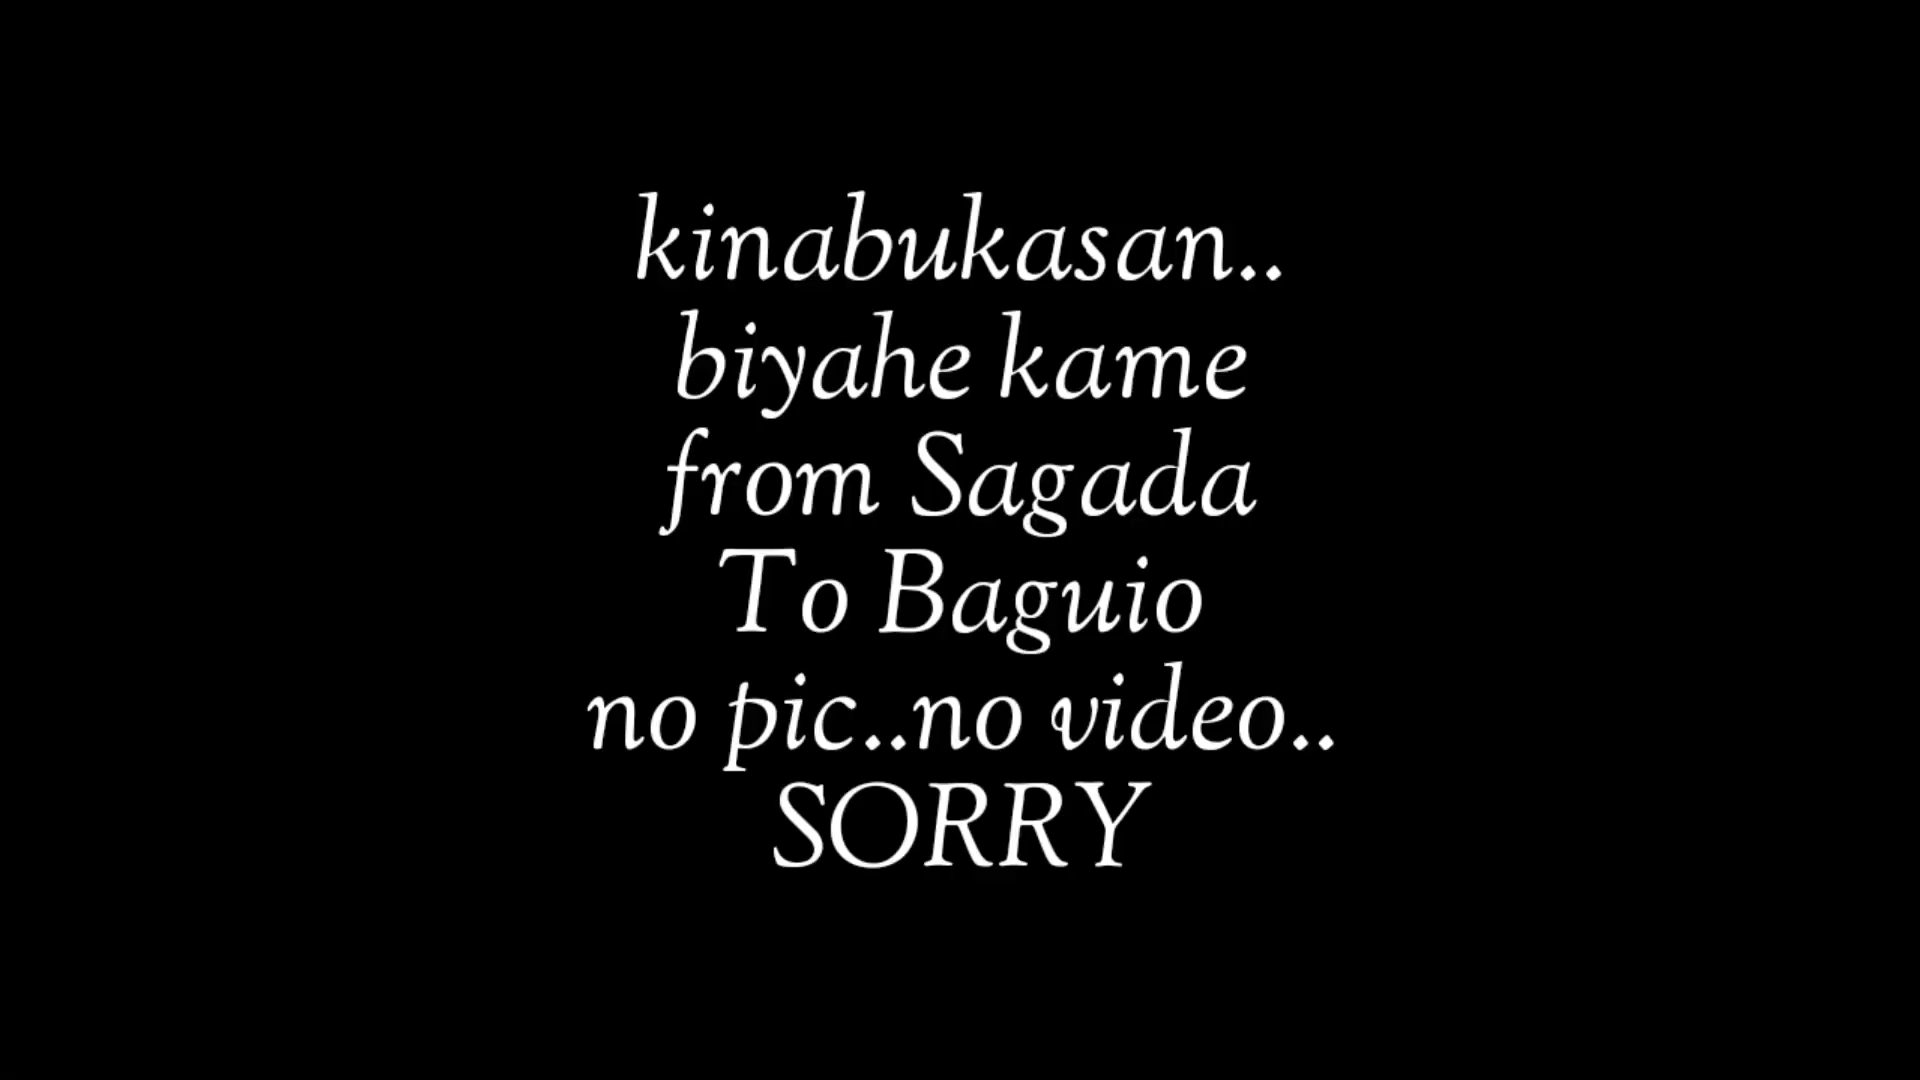 kinabukasan..
biyahe kame
from Sagada
To Baguio
no pic..no video..
SORRY